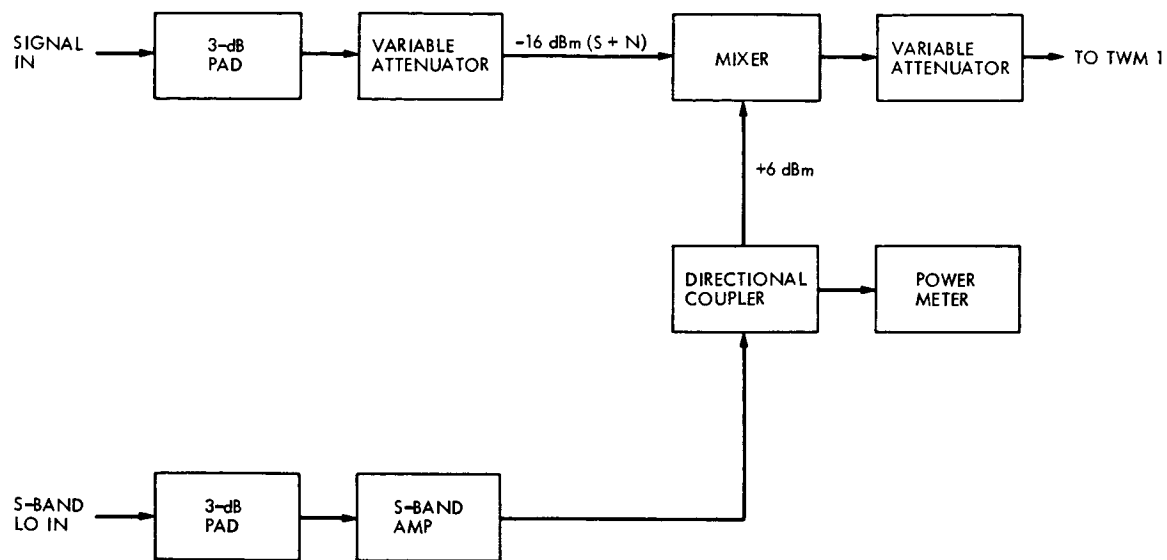 SIGNAL
IN
3-dB
PAD
VARIABLE
ATTENUATOR
-16 dBm (S + N)
MIXER
VARIABLE
ATTENUATOR
TO TWM 1
+6 dBm
DIRECTIONAL
COUPLER
POWER
METER
S-BAND
LO IN
3-dB
PAD
S-BAND
AMP